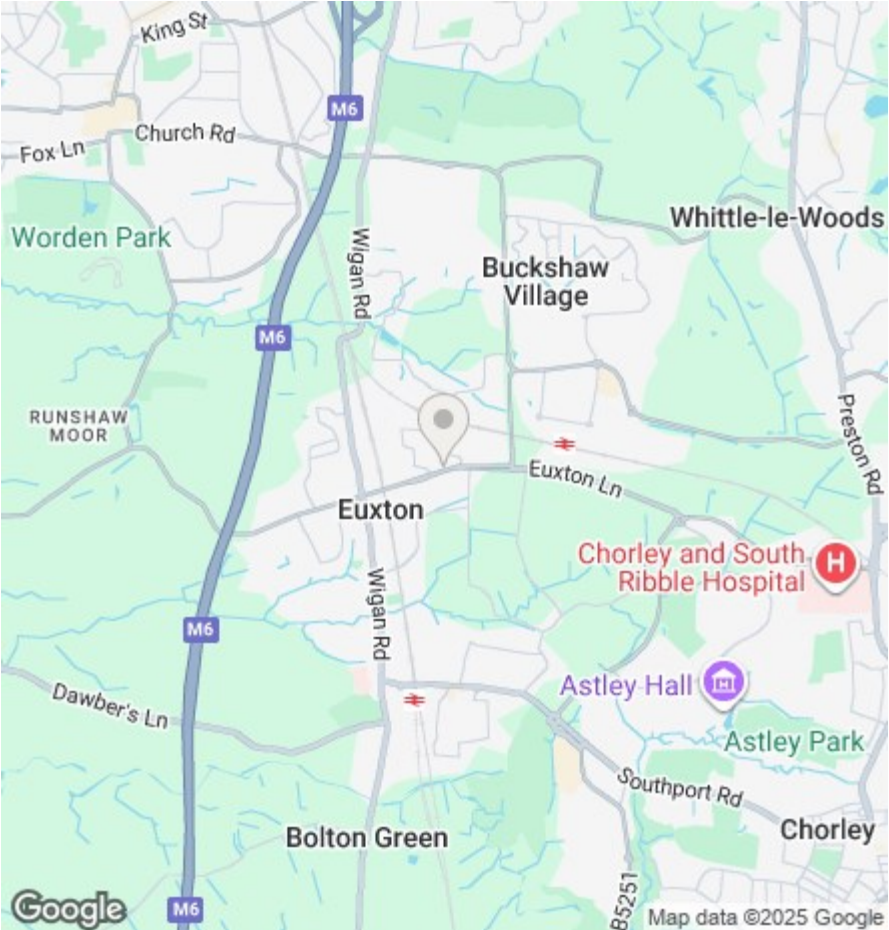 King St
M6
Church Rd
Fox Ln
Worden Park
Whittle-le-Woods
Wigan Rd
Buckshaw
Village
M6
RUNSHAW
MOOR
Preston Rd
Euxton Ln
Euxton
Chorley and South
Ribble Hospital
H
Wigan Rd
M6
Astley Hall
Dawber's Ln
Astley Park
Southport Rd
Bolton Green
Chorley
B5251
Google
M6
Map data ©2025 Google